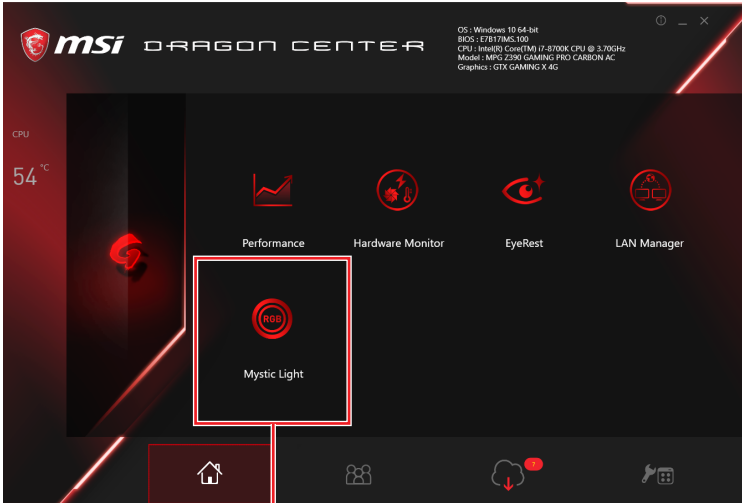 msi DRAGON CENTER
OS : Windows 10 64-bit
BIOS : E7B17IMS.100
CPU : Intel(R) Core(TM) i7-8700K CPU @ 3.70GHz
Model : MPG Z390 GAMING PRO CARBON AC
Graphics : GTX GAMING X 4G
CPU
54 °C
Performance
Hardware Monitor
EyeRest
LAN Manager
RGB
Mystic Light
7